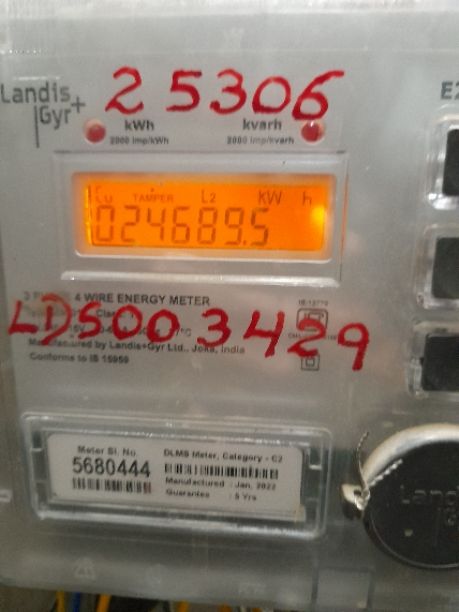 25306
Landis
Gyr+
E
kWh
kvarh
2000 imp/kWh
2000 imp/kvarh
Cu TAMPER L2 kW h
024689.5
4 WIRE ENERGY METER
LDS003429
Manufactured by Landis+Gyr Ltd., Joka, India
Conforms to IS 15959
Meter Sl. No.
5680444
DLMS Meter, Category - C2
Manufactured : Jan, 2022
Guarantee : 5 Yrs